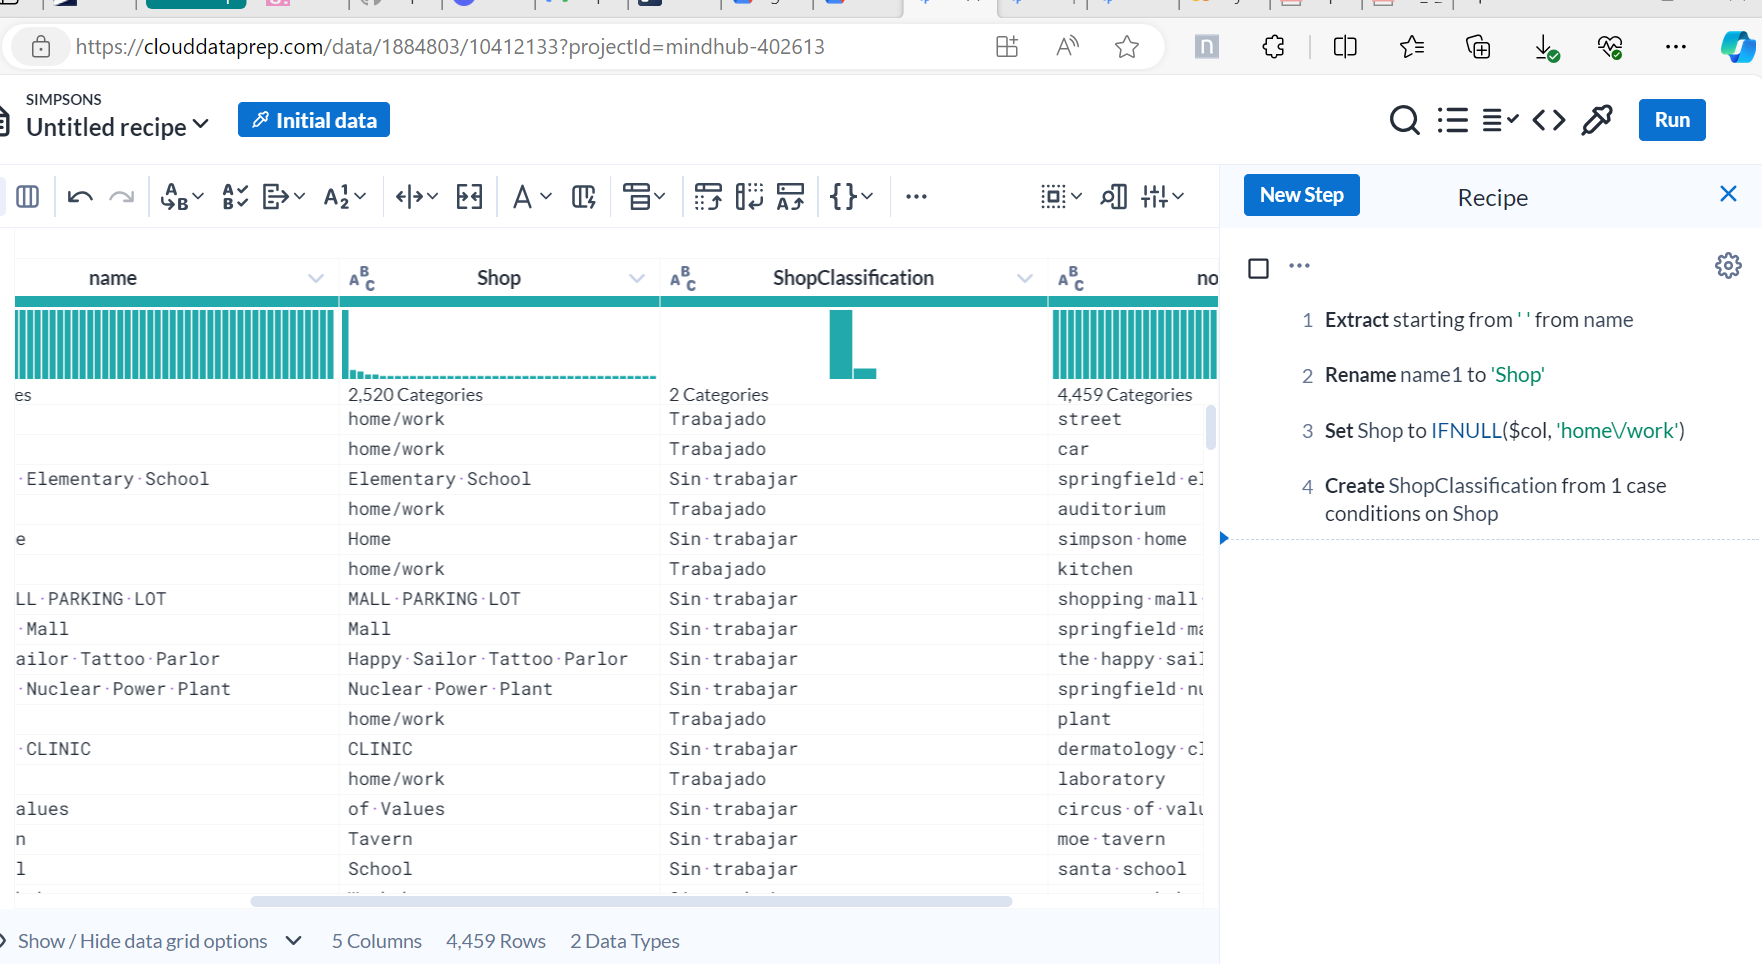 https://clouddataprep.com/data/1884803/10412133?projectId=mindhub-402613
SIMPSONS
Untitled recipe
Initial data
Run
New Step
Recipe
name
Shop
ShopClassification
no
es
2,520 Categories
2 Categories
4,459 Categories
home/work Trabajado street
home/work Trabajado car
·Elementary·School Elementary·School Sin·trabajar springfield·el
home/work Trabajado auditorium
e Home Sin·trabajar simpson·home
home/work Trabajado kitchen
LL·PARKING·LOT MALL·PARKING·LOT Sin·trabajar shopping·mall·
·Mall Mall Sin·trabajar springfield·ma
ailor·Tattoo·Parlor Happy·Sailor·Tattoo·Parlor Sin·trabajar the·happy·sail
·Nuclear·Power·Plant Nuclear·Power·Plant Sin·trabajar springfield·nu
home/work Trabajado plant
·CLINIC CLINIC Sin·trabajar dermatology·cl
home/work Trabajado laboratory
alues of·Values Sin·trabajar circus·of·valu
n Tavern Sin·trabajar moe·tavern
l School Sin·trabajar santa·school
1 Extract starting from ' ' from name
2 Rename name1 to 'Shop'
3 Set Shop to IFNULL($col, 'home\/work')
4 Create ShopClassification from 1 case
conditions on Shop
Show / Hide data grid options
5 Columns
4,459 Rows
2 Data Types